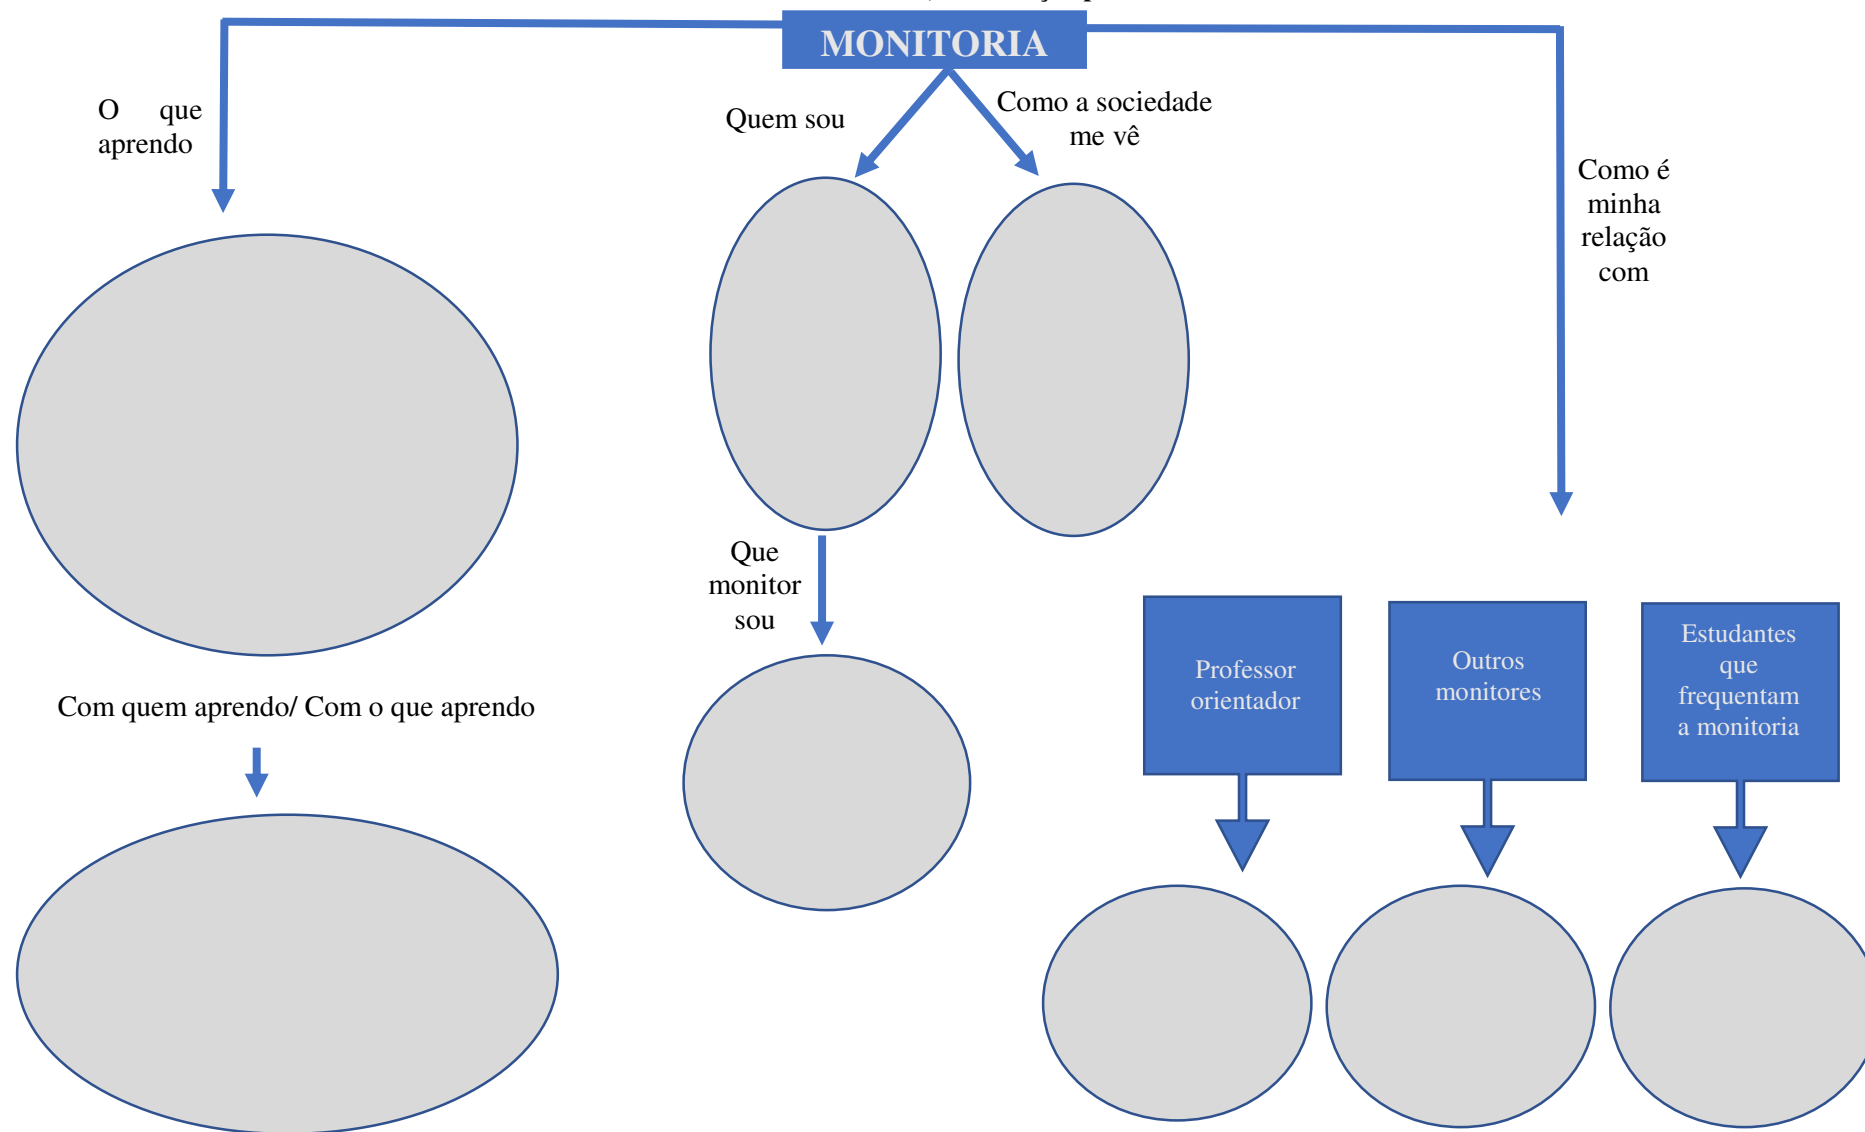 MONITORIA
O que
aprendo
Quem sou
Como a sociedade
me vê
Como é
minha
relação
com
Que
monitor
sou
Professor
orientador
Outros
monitores
Estudantes
que
frequentam
a monitoria
Com quem aprendo/ Com o que aprendo